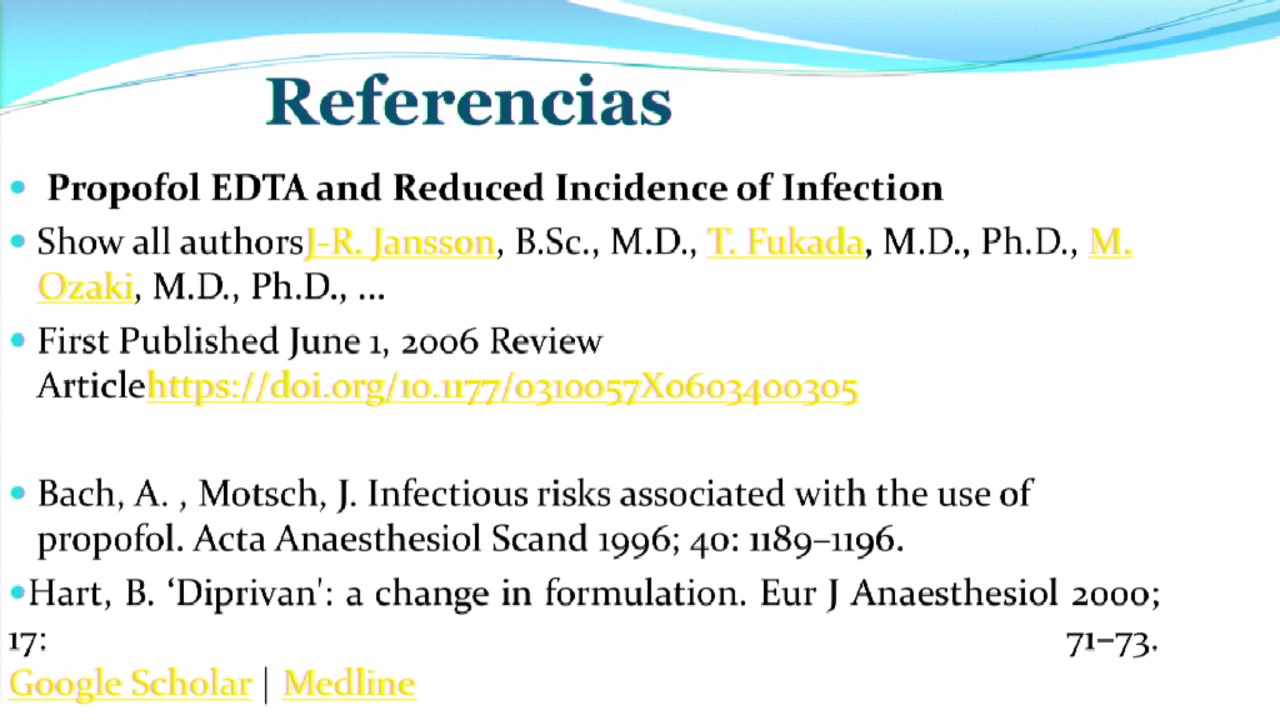 Referencias
Propofol EDTA and Reduced Incidence of Infection
Show all authorsJ-R. Jansson, B.Sc., M.D., T. Fukada, M.D., Ph.D., M.
Ozaki, M.D., Ph.D., ...
First Published June 1, 2006 Review
Articlehttps://doi.org/10.1177/0310057X0603400305
Bach, A. , Motsch, J. Infectious risks associated with the use of
propofol. Acta Anaesthesiol Scand 1996; 40: 1189–1196.
Hart, B. ‘Diprivan': a change in formulation. Eur J Anaesthesiol 2000;
17: 71–73.
Google Scholar | Medline